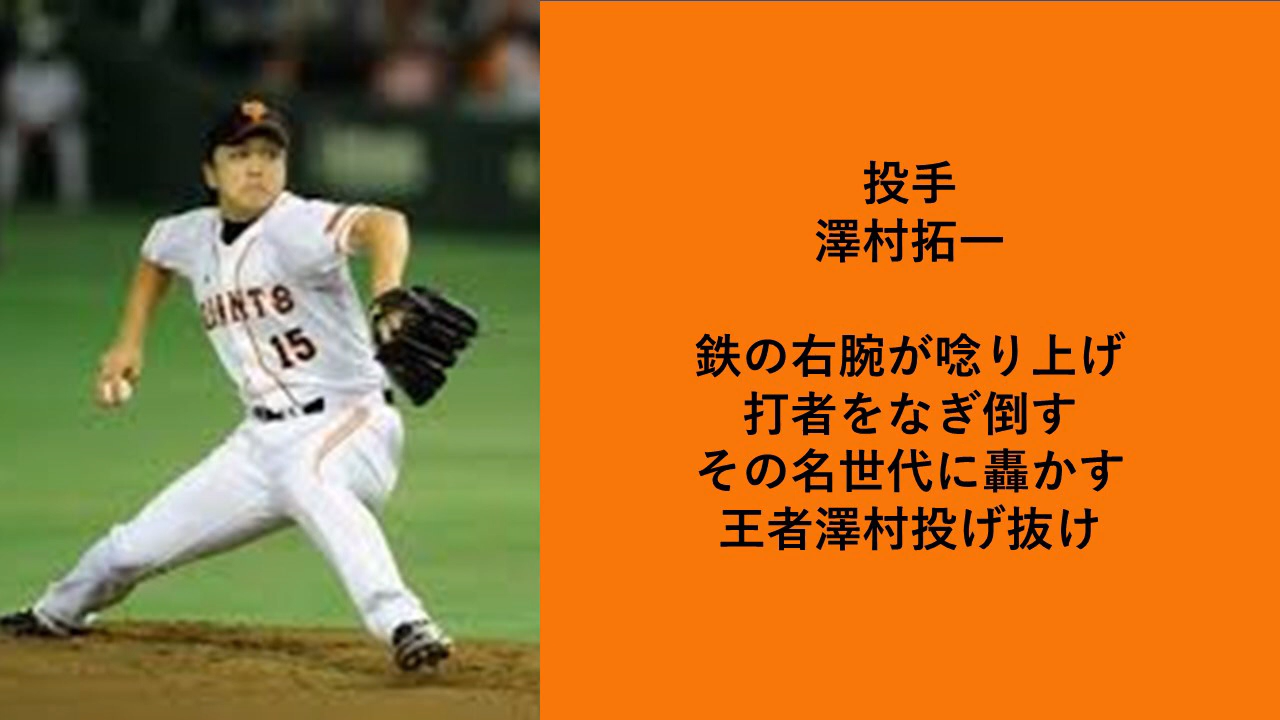 GIANTS
15
投手
澤村拓一
鉄の右腕が唸り上げ
打者をなぎ倒す
その名世代に轟かす
王者澤村投げ抜け